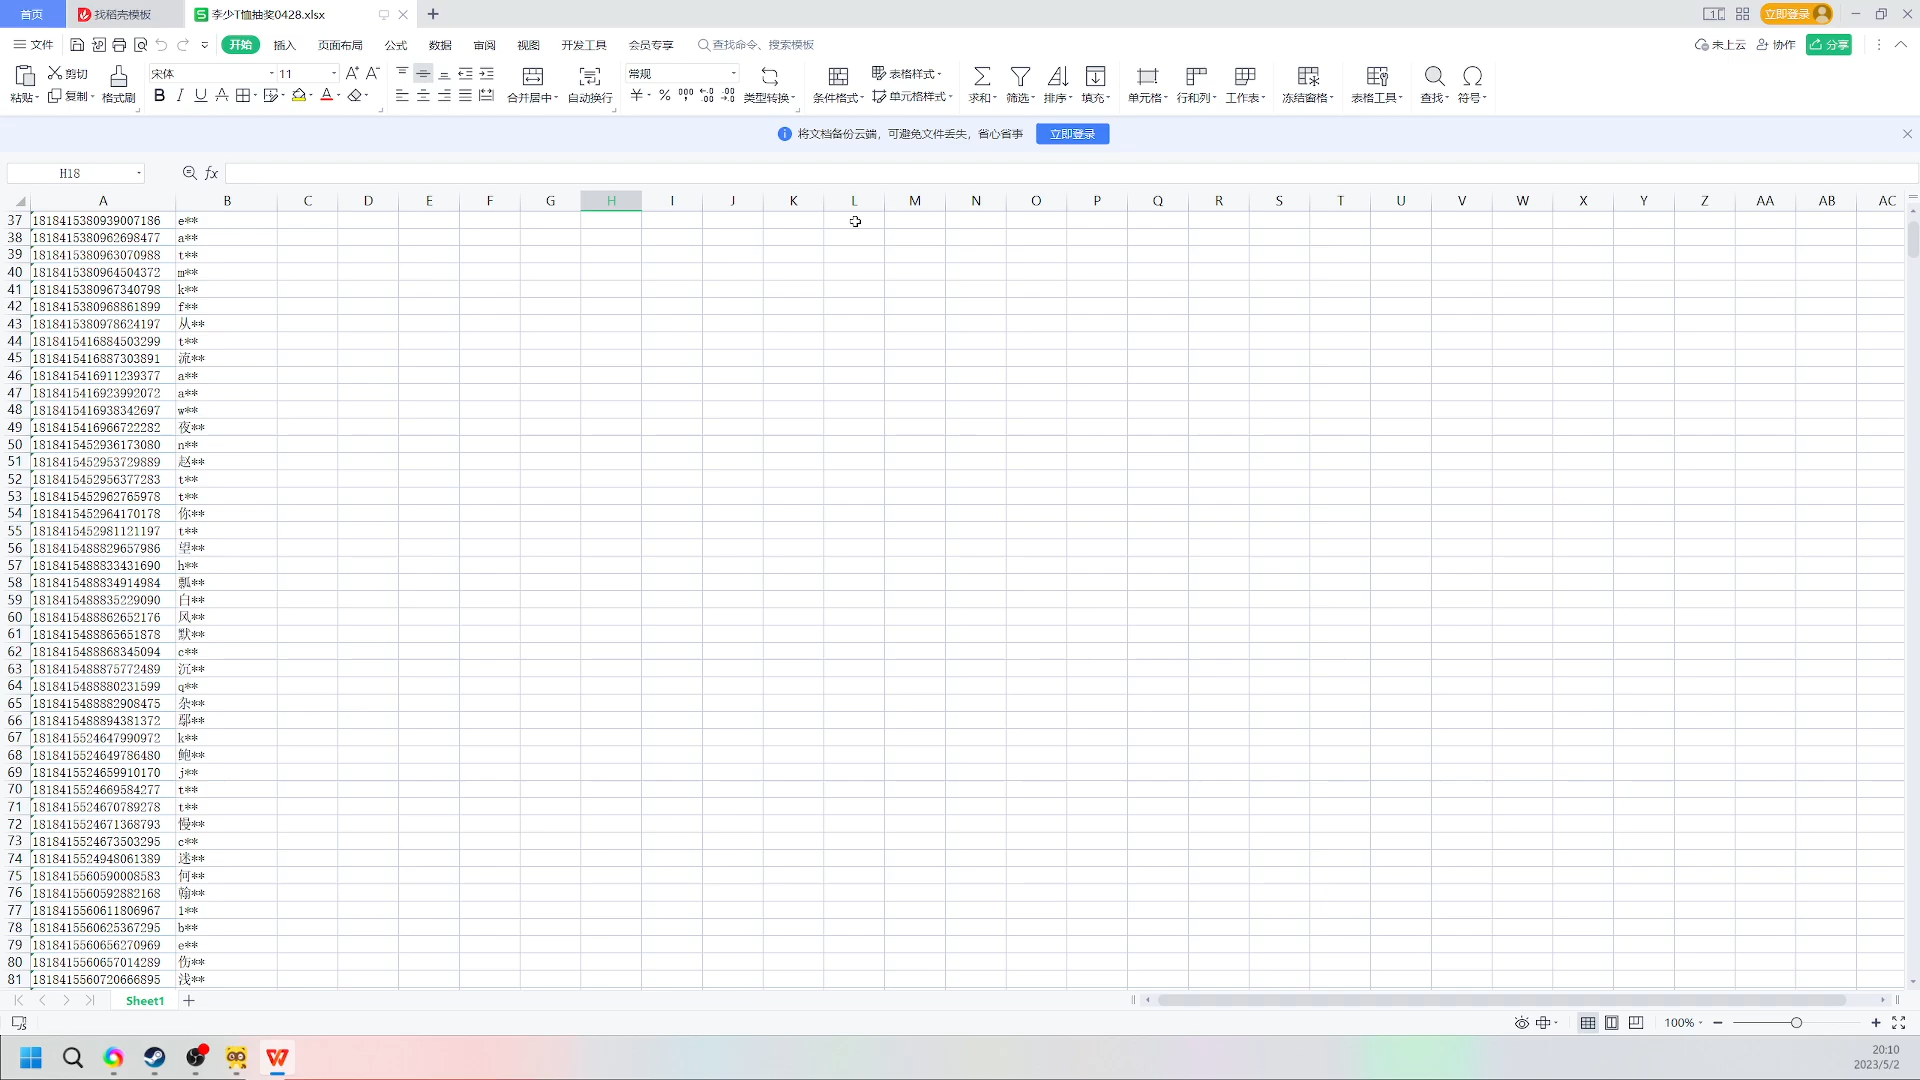 首页 找稻壳模板 李少T恤抽奖0428.xlsx 立即登录
文件 开始 插入 页面布局 公式 数据 审阅 视图 开发工具 会员专享 查找命令、搜索模板 未上云 协作 分享
粘贴 剪切 复制 格式刷 宋体 11 合并居中 自动换行 常规 类型转换 条件格式 表格样式 单元格样式 求和 筛选 排序 填充 单元格 行和列 工作表 冻结窗格 表格工具 查找 符号
将文档备份云端，可避免文件丢失，省心省事 立即登录
H18 fx
A B C D E F G H I J K L M N O P Q R S T U V W X Y Z AA AB AC
37 1818415380939007186 e**
38 1818415380962698477 a**
39 1818415380963070988 t**
40 1818415380964504372 m**
41 1818415380967340798 k**
42 1818415380968861899 f**
43 1818415380978624197 从**
44 1818415416884503299 t**
45 1818415416887303891 流**
46 1818415416911239377 a**
47 1818415416923992072 a**
48 1818415416938342697 w**
49 1818415416966722282 夜**
50 1818415452936173080 n**
51 1818415452953729889 赵**
52 1818415452956377283 t**
53 1818415452962765978 t**
54 1818415452964170178 你**
55 1818415452981121197 t**
56 1818415488829657986 望**
57 1818415488833431690 h**
58 1818415488834914984 瓢**
59 1818415488835229090 白**
60 1818415488862652176 风**
61 1818415488865651878 默**
62 1818415488868345094 c**
63 1818415488875772489 沉**
64 1818415488880231599 q**
65 1818415488882908475 杂**
66 1818415488894381372 鄢**
67 1818415524647990972 k**
68 1818415524649786480 鲍**
69 1818415524659910170 j**
70 1818415524669584277 t**
71 1818415524670789278 t**
72 1818415524671368793 慢**
73 1818415524673503295 c**
74 1818415524948061389 迷**
75 1818415560590008583 何**
76 1818415560592882168 翰**
77 1818415560611806967 1**
78 1818415560625367295 b**
79 1818415560656270969 e**
80 1818415560657014289 伤**
81 1818415560720666895 浅**
Sheet1
100%
20:10
2023/5/2